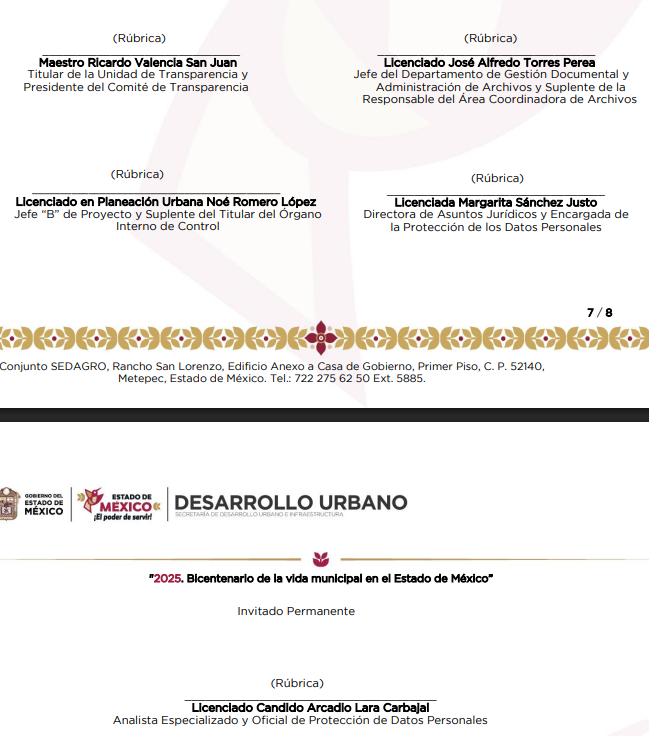 (Rúbrica)
Maestro Ricardo Valencia San Juan
Titular de la Unidad de Transparencia y
Presidente del Comité de Transparencia
(Rúbrica)
Licenciado José Alfredo Torres Perea
Jefe del Departamento de Gestión Documental y
Administración de Archivos y Suplente de la
Responsable del Área Coordinadora de Archivos
(Rúbrica)
Licenciado en Planeación Urbana Noé Romero López
Jefe “B” de Proyecto y Suplente del Titular del Órgano
Interno de Control
(Rúbrica)
Licenciada Margarita Sánchez Justo
Directora de Asuntos Jurídicos y Encargada de
la Protección de los Datos Personales
7 / 8
Conjunto SEDAGRO, Rancho San Lorenzo, Edificio Anexo a Casa de Gobierno, Primer Piso, C. P. 52140,
Metepec, Estado de México. Tel.: 722 275 62 50 Ext. 5885.
GOBIERNO DEL
ESTADO DE
MÉXICO
ESTADO DE
MÉXICO
¡El poder de servir!
DESARROLLO URBANO
SECRETARÍA DE DESARROLLO URBANO E INFRAESTRUCTURA
"2025. Bicentenario de la vida municipal en el Estado de México”
Invitado Permanente
(Rúbrica)
Licenciado Candido Arcadio Lara Carbajal
Analista Especializado y Oficial de Protección de Datos Personales